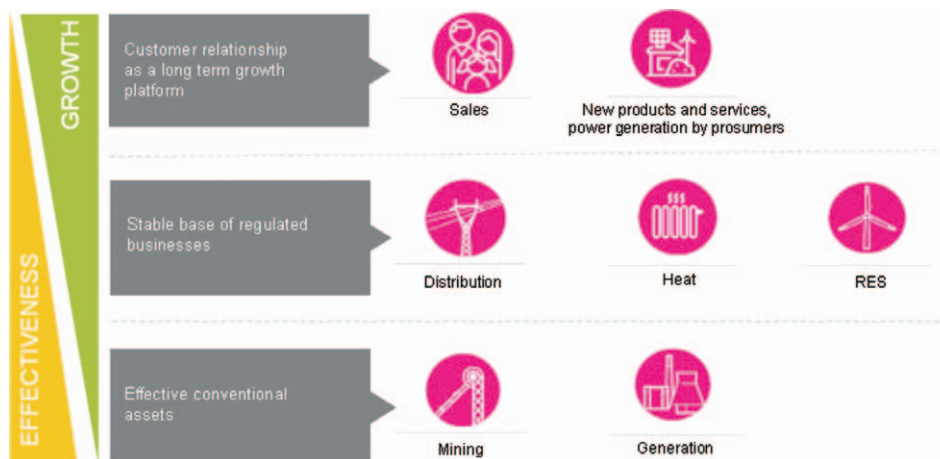 GROWTH
EFFECTIVENESS
Customer relationship
as a long term growth
platform
Sales
New products and services,
power generation by prosumers
Stable base of regulated
businesses
Distribution
Heat
RES
Effective conventional
assets
Mining
Generation